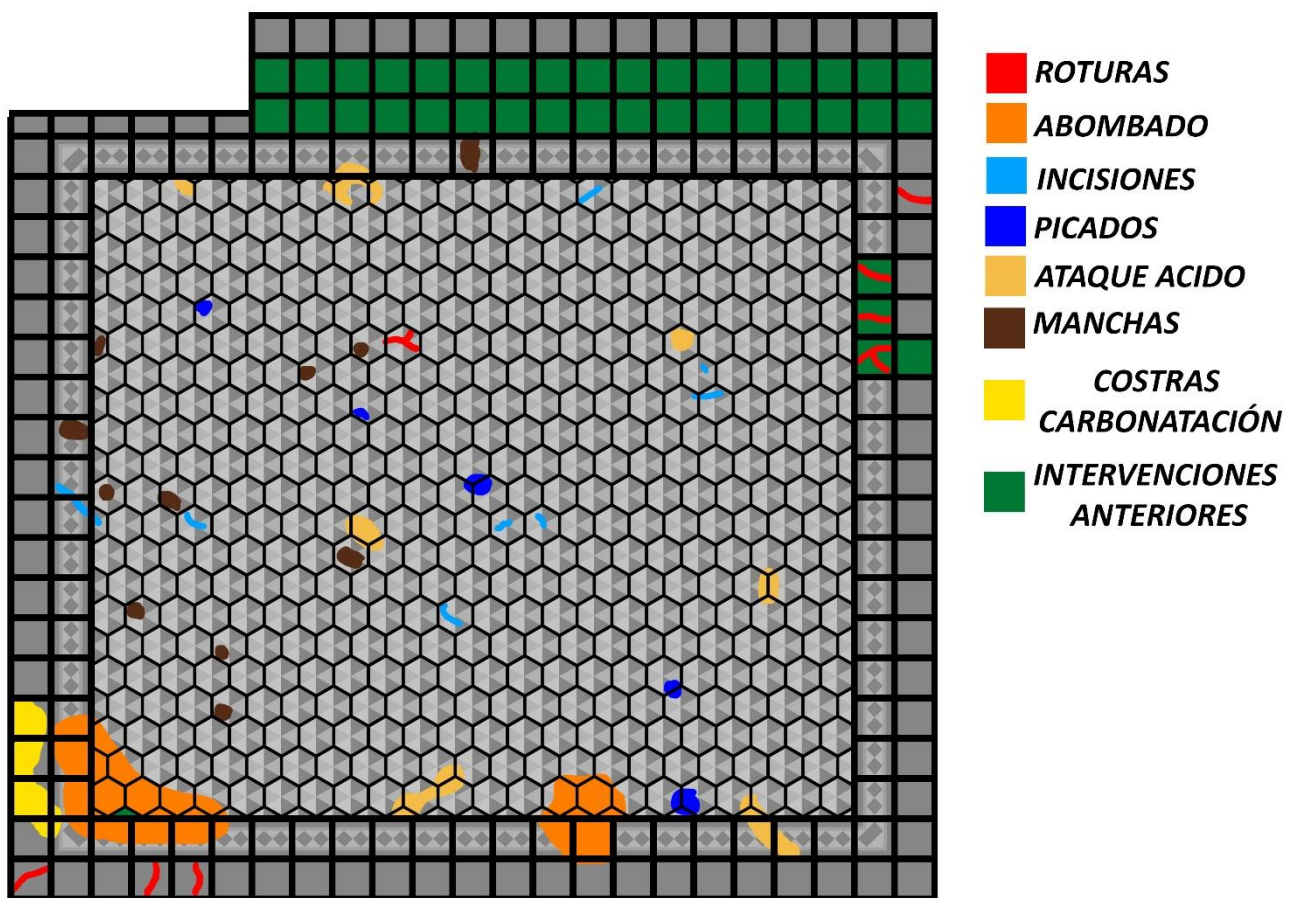 ROTURAS
ABOMBADO
INCISIONES
PICADOS
ATAQUE ACIDO
MANCHAS
COSTRAS
CARBONATACIÓN
INTERVENCIONES
ANTERIORES